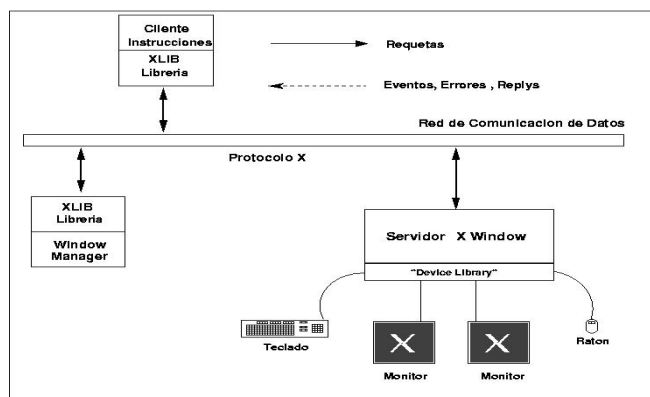 Cliente
Instrucciones
XLIB
Libreria
Requetas
Eventos, Errores , Replys
Red de Comunicacion de Datos
Protocolo X
XLIB
Libreria
Window
Manager
Servidor X Window
"Device Library"
Teclado
X
Monitor
X
Monitor
Raton